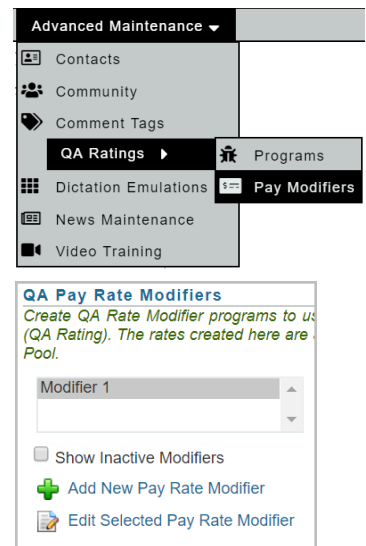 Advanced Maintenance
Contacts
Community
Comment Tags
QA Ratings
Programs
Dictation Emulations
Pay Modifiers
News Maintenance
Video Training
QA Pay Rate Modifiers
Create QA Rate Modifier programs to
(QA Rating). The rates created here are
Pool.
Modifier 1
Show Inactive Modifiers
Add New Pay Rate Modifier
Edit Selected Pay Rate Modifier